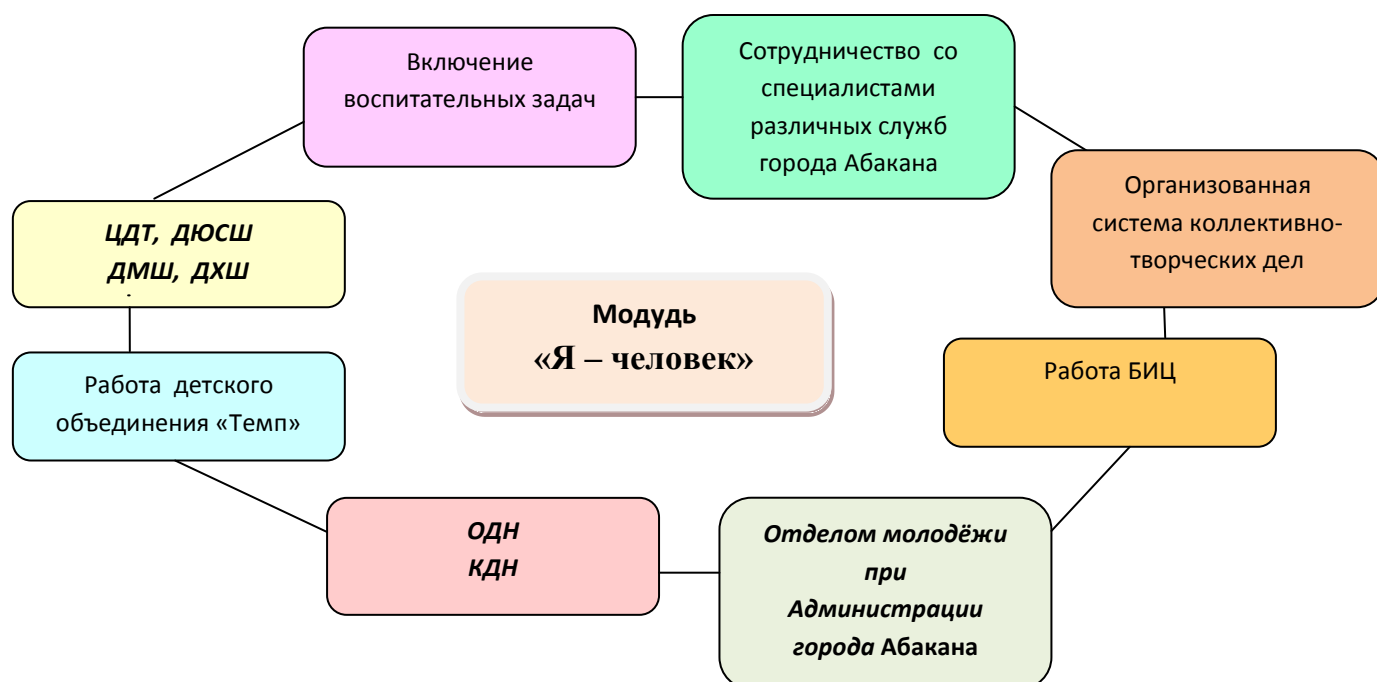 Включение
воспитательных задач
Сотрудничество со
специалистами
различных служб
города Абакана
Организованная
система коллективно-
творческих дел
ЦДТ, ДЮСШ
ДМШ, ДХШ
.
Модудь
«Я – человек»
Работа детского
объединения «Темп»
Работа БИЦ
ОДН
КДН
Отделом молодёжи
при
Администрации
города Абакана